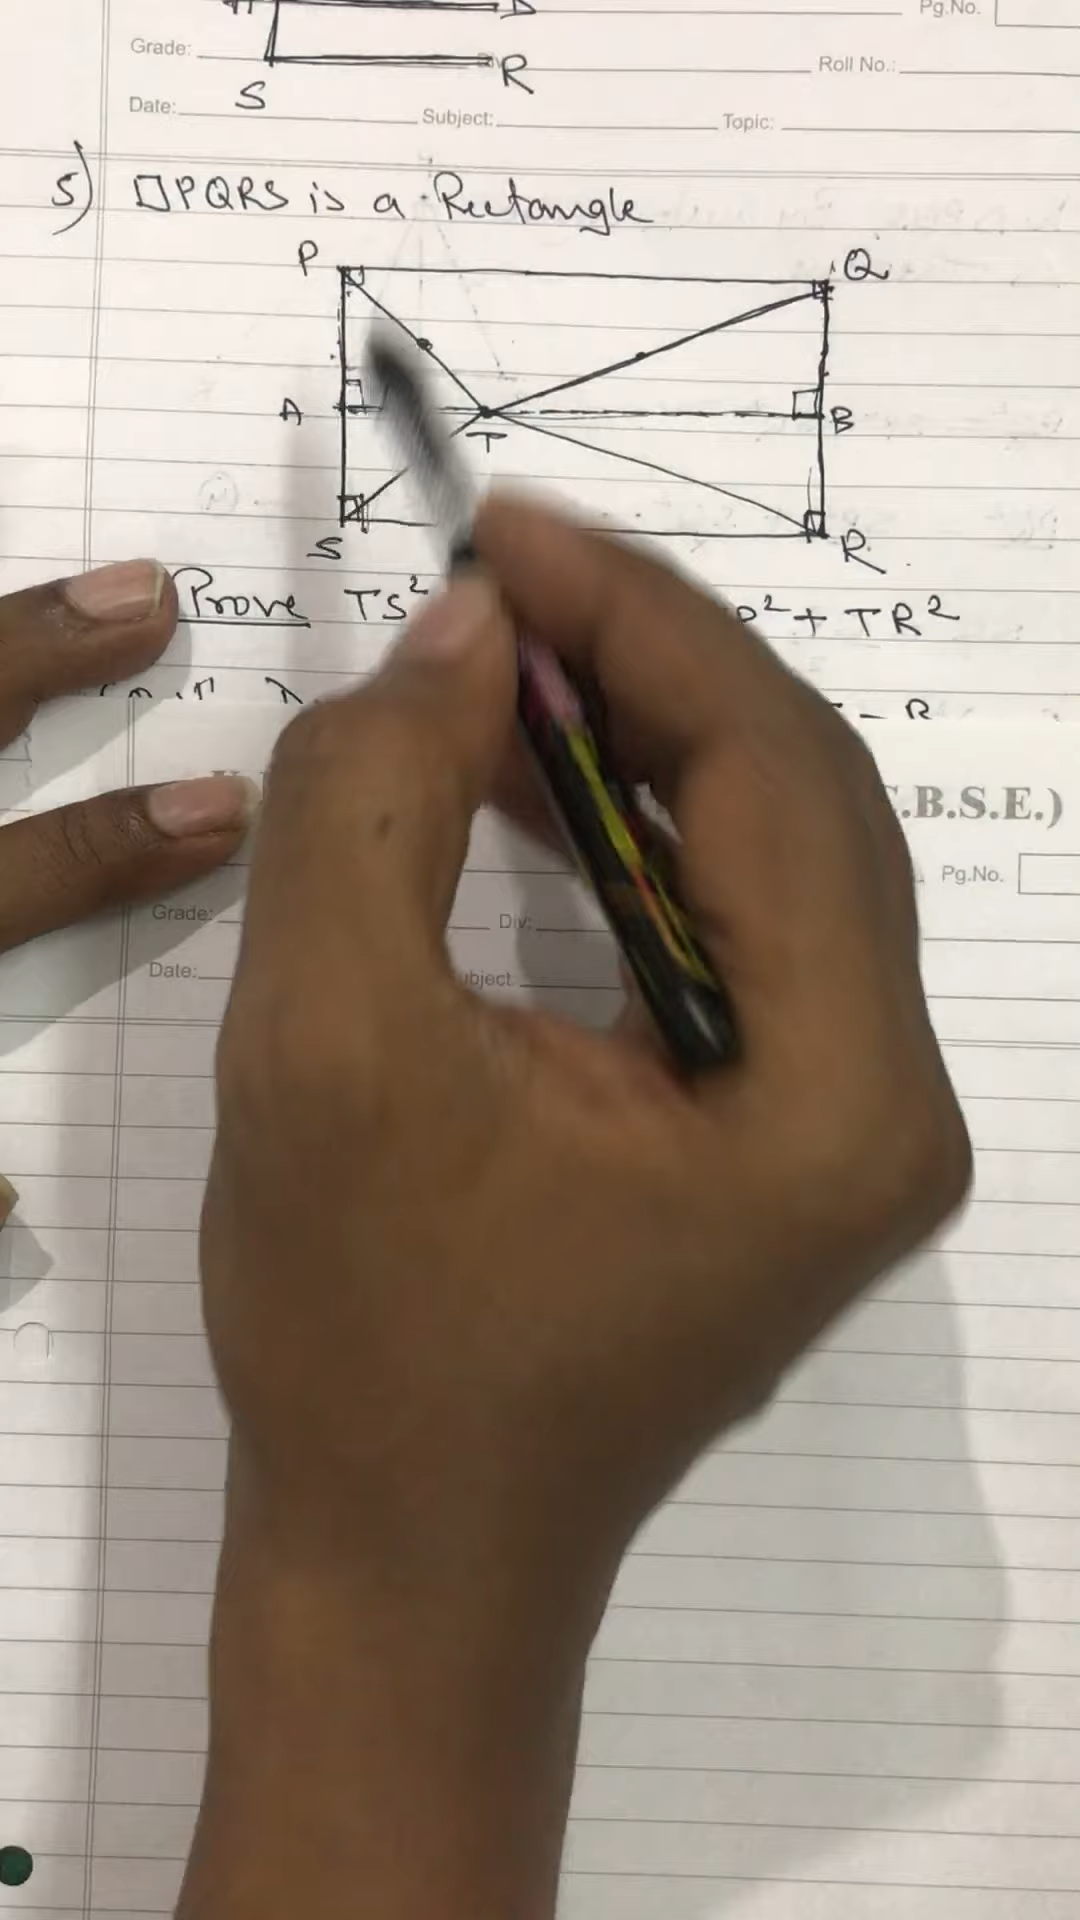 D
Pg.No.
Grade:
R
Roll No.:
S
Date:
Subject:
Topic:
5) □PQRS is a Rectangle
P
Q
A
T
B
S
R
Prove TS² P² + TR²
.B.S.E.)
Pg.No.
Grade:
Div:
Date: